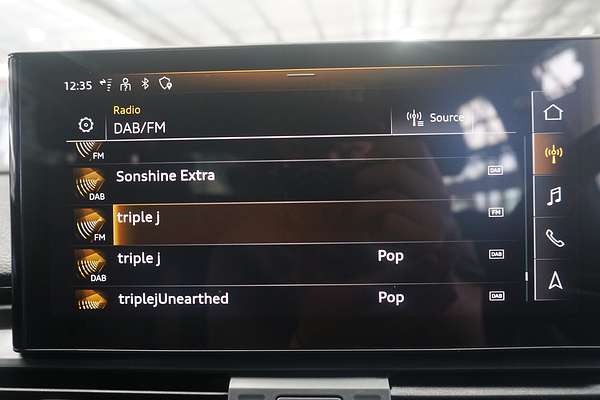 12:35
Radio
DAB/FM
Source
FM
Sonshine Extra
DAB
DAB
triple j
FM
FM
triple j
Pop
DAB
DAB
triplejUnearthed
Pop
DAB